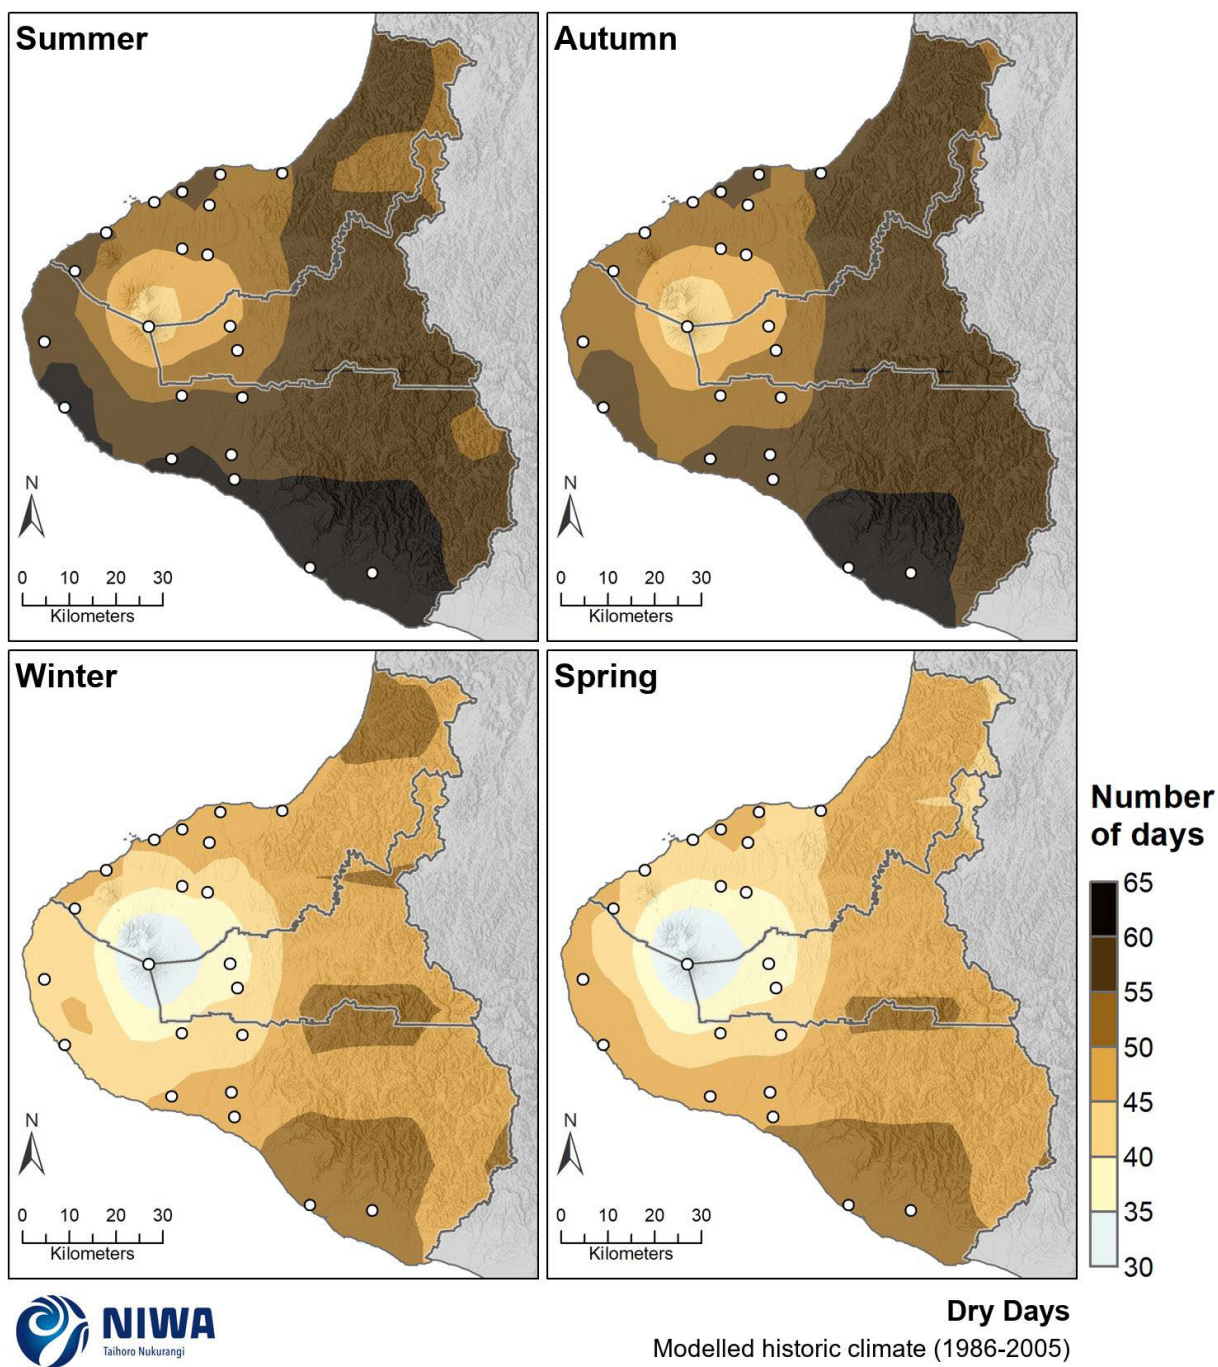 Summer
N
0 10 20 30
Kilometers
Autumn
N
0 10 20 30
Kilometers
Winter
N
0 10 20 30
Kilometers
Spring
N
0 10 20 30
Kilometers
Number
of days
65
60
55
50
45
40
35
30
NIWA
Taihoro Nukurangi
Dry Days
Modelled historic climate (1986-2005)